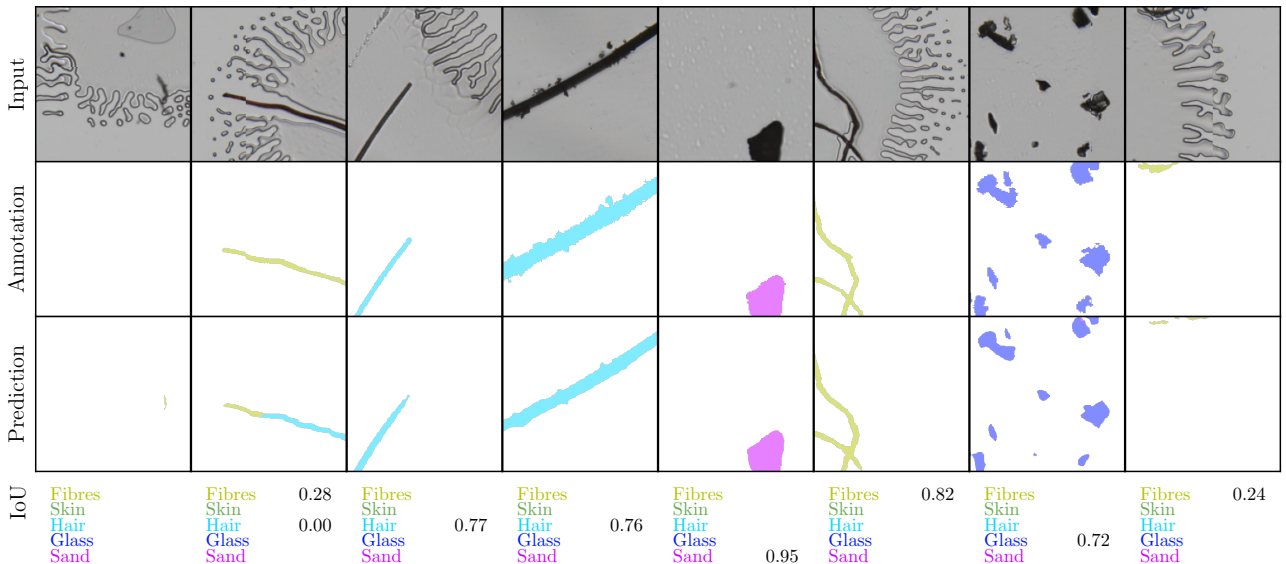 Input
Annotation
Prediction
IoU
Fibres
Skin
Hair
Glass
Sand
Fibres 0.28
Skin
Hair 0.00
Glass
Sand
Fibres
Skin
Hair 0.77
Glass
Sand
Fibres
Skin
Hair 0.76
Glass
Sand
Fibres
Skin
Hair
Glass
Sand 0.95
Fibres 0.82
Skin
Hair
Glass
Sand
Fibres
Skin
Hair
Glass 0.72
Sand
Fibres 0.24
Skin
Hair
Glass
Sand